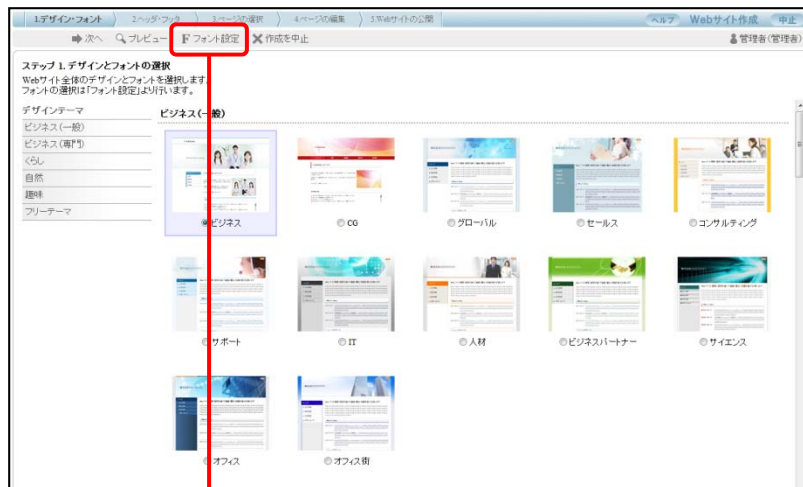 1.デザイン・フォント 2.ヘッダ・フッタ 3.ページの選択 4.ページの編集 5.Webサイトの公開 ヘルプ Webサイト作成 中止
次へ プレビュー F フォント設定 作成を中止 管理者(管理者)
ステップ 1. デザインとフォントの選択
Webサイト全体のデザインとフォントを選択します。
フォントの選択は「フォント設定」より行います。
デザインテーマ
ビジネス(一般)
ビジネス(専門)
くらし
自然
趣味
フリーテーマ
ビジネス(一般)
ビジネス CG グローバル セールス コンサルティング
サポート IT 人材 ビジネスパートナー サイエンス
オフィス オフィス街